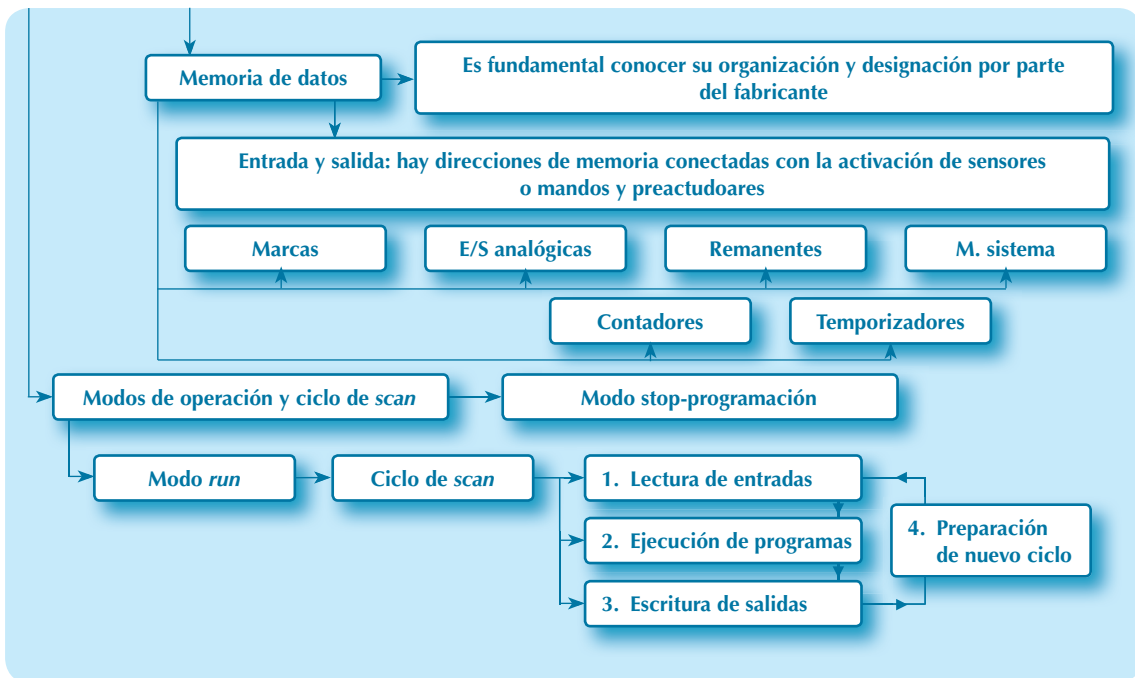 Memoria de datos
Es fundamental conocer su organización y designación por parte
del fabricante
Entrada y salida: hay direcciones de memoria conectadas con la activación de sensores
o mandos y preactudoares
Marcas
E/S analógicas
Remanentes
M. sistema
Contadores
Temporizadores
Modos de operación y ciclo de scan
Modo stop-programación
Modo run
Ciclo de scan
1. Lectura de entradas
2. Ejecución de programas
3. Escritura de salidas
4. Preparación
de nuevo ciclo